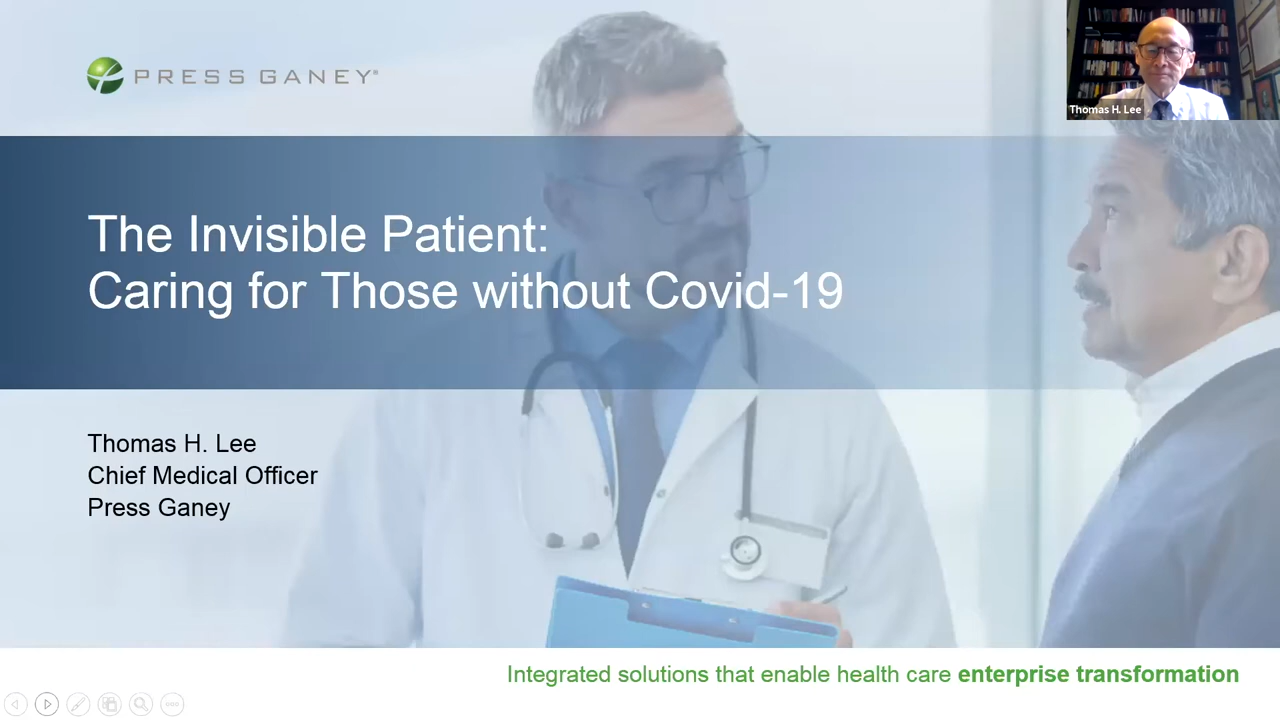 PRESS GANEY®
Thomas H. Lee
The Invisible Patient:
Caring for Those without Covid-19
Thomas H. Lee
Chief Medical Officer
Press Ganey
Integrated solutions that enable health care enterprise transformation